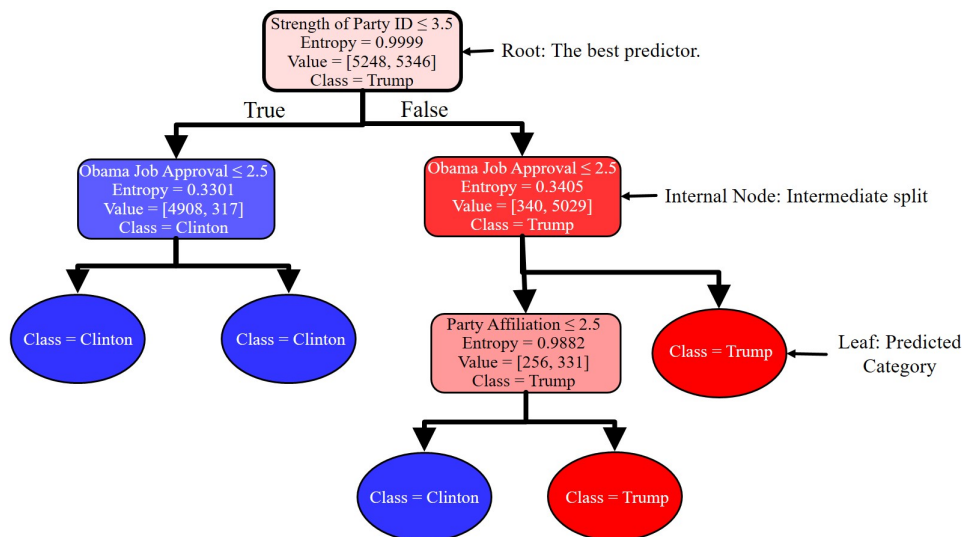 Strength of Party ID ≤ 3.5
Entropy = 0.9999
Value = [5248, 5346]
Class = Trump
Root: The best predictor.
True
False
Obama Job Approval ≤ 2.5
Entropy = 0.3301
Value = [4908, 317]
Class = Clinton
Obama Job Approval ≤ 2.5
Entropy = 0.3405
Value = [340, 5029]
Class = Trump
Internal Node: Intermediate split
Class = Clinton
Class = Clinton
Party Affiliation ≤ 2.5
Entropy = 0.9882
Value = [256, 331]
Class = Trump
Class = Trump
Leaf: Predicted
Category
Class = Clinton
Class = Trump